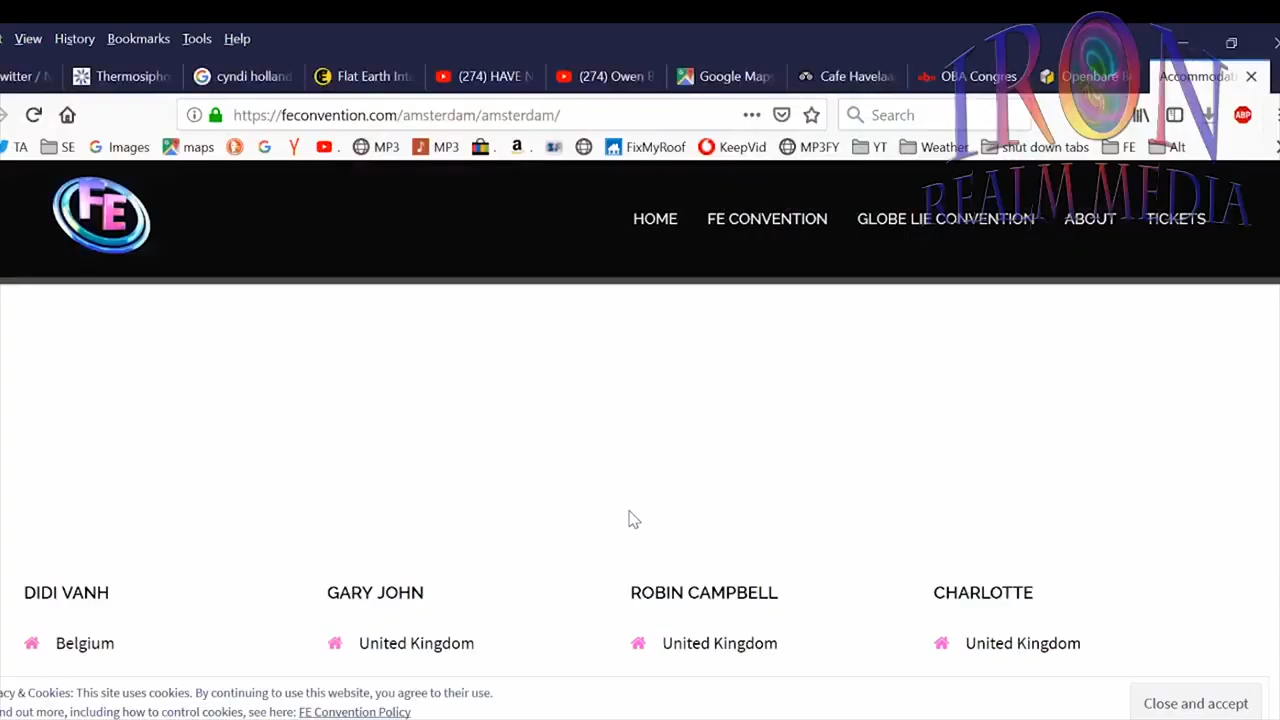 View History Bookmarks Tools Help
witter / Thermosiph cyndi holland Flat Earth Int (274) HAVE N (274) Owen B Google Maps Cafe Havelaa OBA Congres Openbare B Accommodat
https://feconvention.com/amsterdam/amsterdam/ Search ABP
TA SE G Images maps G Y . MP3 MP3 . a . FixMyRoof KeepVid MP3FY YT Weather shut down tabs FE Alt
IRON
REALM MEDIA
FE HOME FE CONVENTION GLOBE LIE CONVENTION ABOUT TICKETS
DIDI VANH GARY JOHN ROBIN CAMPBELL CHARLOTTE
Belgium United Kingdom United Kingdom United Kingdom
acy & Cookies: This site uses cookies. By continuing to use this website, you agree to their use.
nd out more, including how to control cookies, see here: FE Convention Policy
Close and accept